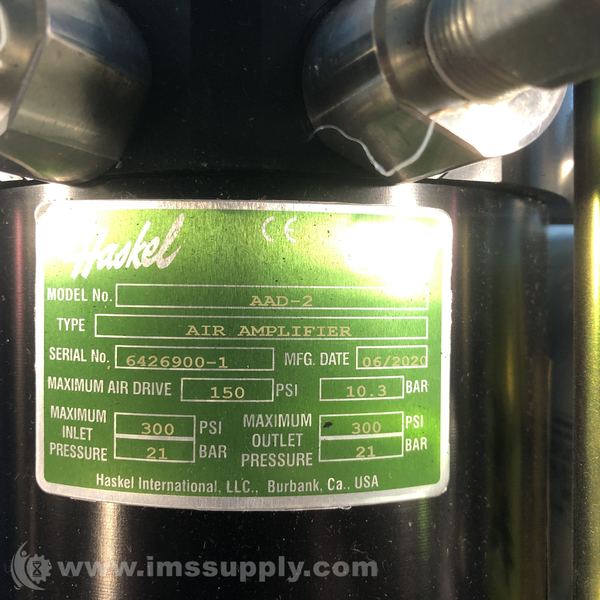 Haskel CE
MODEL No. AAD-2
TYPE AIR AMPLIFIER
SERIAL No. 6426900-1 MFG. DATE 06/2020
MAXIMUM AIR DRIVE 150 PSI 10.3 BAR
MAXIMUM INLET PRESSURE 300 PSI 21 BAR
MAXIMUM OUTLET PRESSURE 300 PSI 21 BAR
Haskel International, LLC., Burbank, Ca., USA
www.imssupply.com